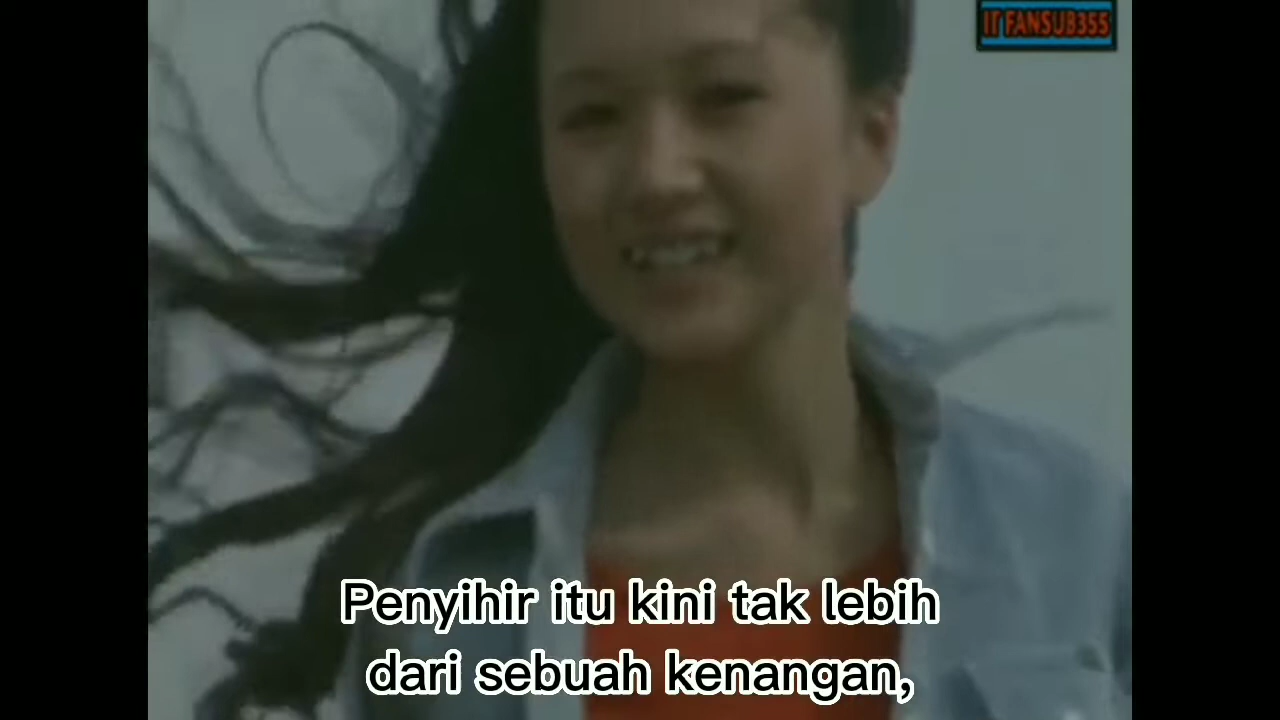 IT FANSUB355
Penyihir itu kini tak lebih
dari sebuah kenangan,